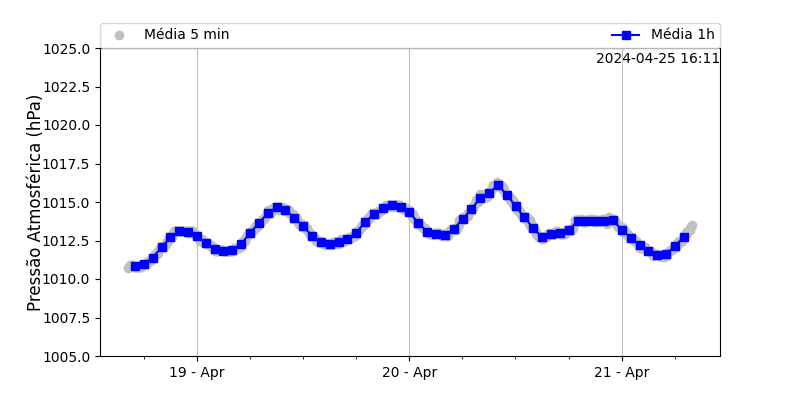 Média 5 min
Média 1h
2024-04-25 16:11
Pressão Atmosférica (hPa)
1025.0
1022.5
1020.0
1017.5
1015.0
1012.5
1010.0
1007.5
1005.0
19 - Apr
20 - Apr
21 - Apr